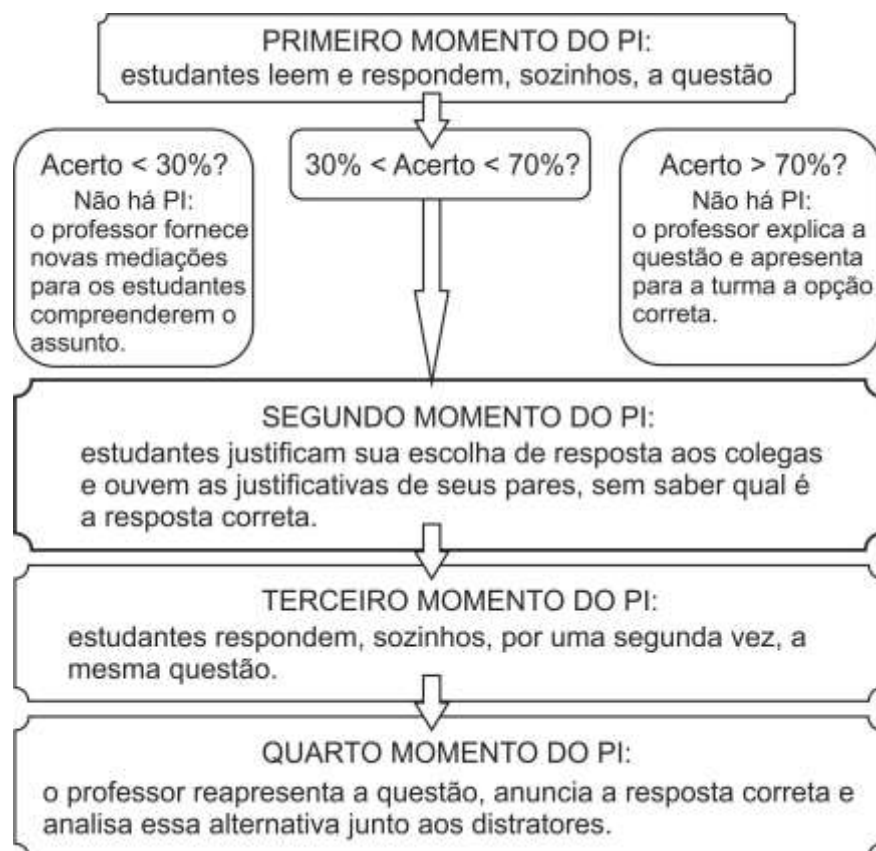 PRIMEIRO MOMENTO DO PI:
estudantes leem e respondem, sozinhos, a questão
Acerto < 30%?
Não há PI:
o professor fornece
novas mediações
para os estudantes
compreenderem o
assunto.
30% < Acerto < 70%?
Acerto > 70%?
Não há PI:
o professor explica a
questão e apresenta
para a turma a opção
correta.
SEGUNDO MOMENTO DO PI:
estudantes justificam sua escolha de resposta aos colegas
e ouvem as justificativas de seus pares, sem saber qual é
a resposta correta.
TERCEIRO MOMENTO DO PI:
estudantes respondem, sozinhos, por uma segunda vez, a
mesma questão.
QUARTO MOMENTO DO PI:
o professor reapresenta a questão, anuncia a resposta correta e
analisa essa alternativa junto aos distratores.